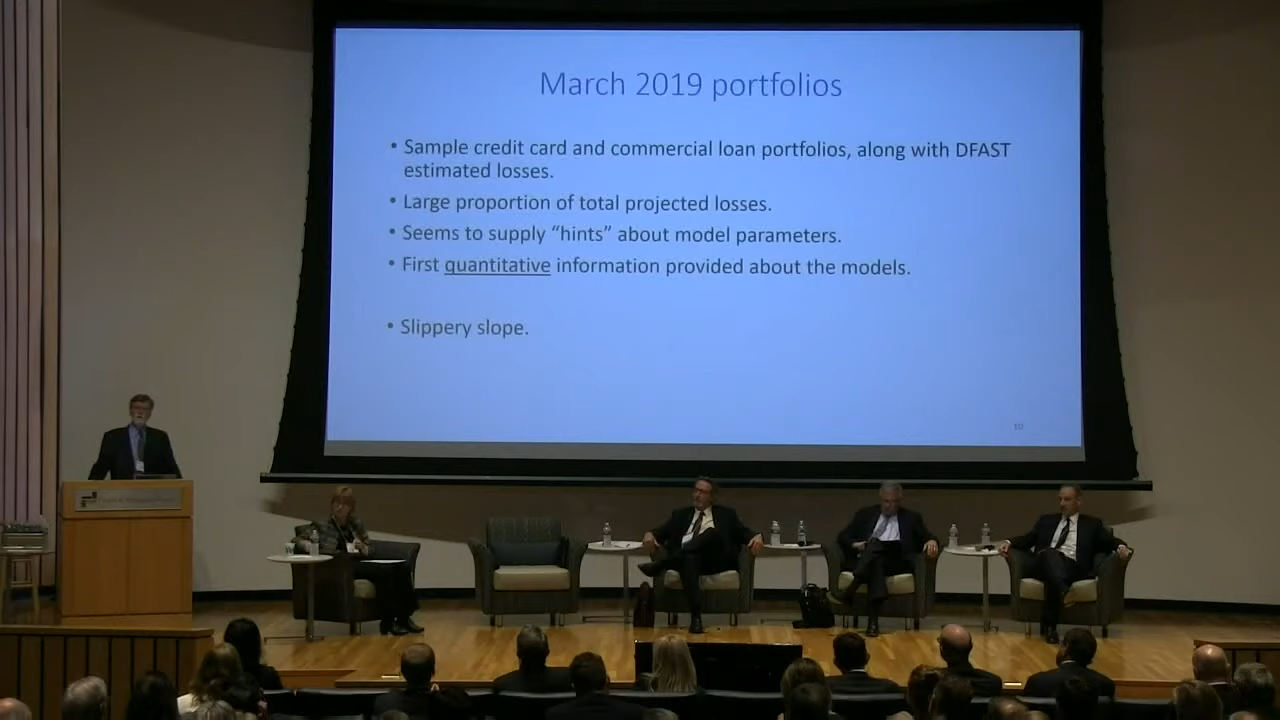 March 2019 portfolios
• Sample credit card and commercial loan portfolios, along with DFAST
estimated losses.
• Large proportion of total projected losses.
• Seems to supply “hints” about model parameters.
• First quantitative information provided about the models.
• Slippery slope.
10